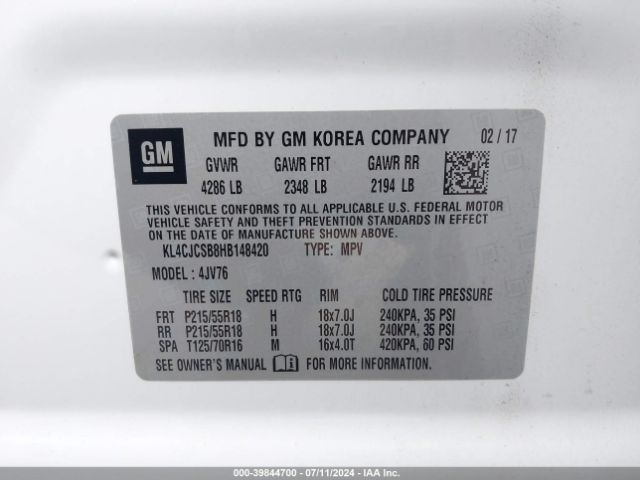 GM MFD BY GM KOREA COMPANY 02 / 17
GVWR GAWR FRT GAWR RR
4286 LB 2348 LB 2194 LB
THIS VEHICLE CONFORMS TO ALL APPLICABLE U.S. FEDERAL MOTOR
VEHICLE SAFETY AND THEFT PREVENTION STANDARDS IN EFFECT ON
THE DATE OF MANUFACTURE SHOWN ABOVE.
KL4CJCSB8HB148420 TYPE: MPV
MODEL : 4JV76
TIRE SIZE SPEED RTG RIM COLD TIRE PRESSURE
FRT P215/55R18 H 18x7.0J 240KPA, 35 PSI
RR P215/55R18 H 18x7.0J 240KPA, 35 PSI
SPA T125/70R16 M 16x4.0T 420KPA, 60 PSI
SEE OWNER'S MANUAL FOR MORE INFORMATION
000-39844700 - 07/11/2024 - IAAI.COM